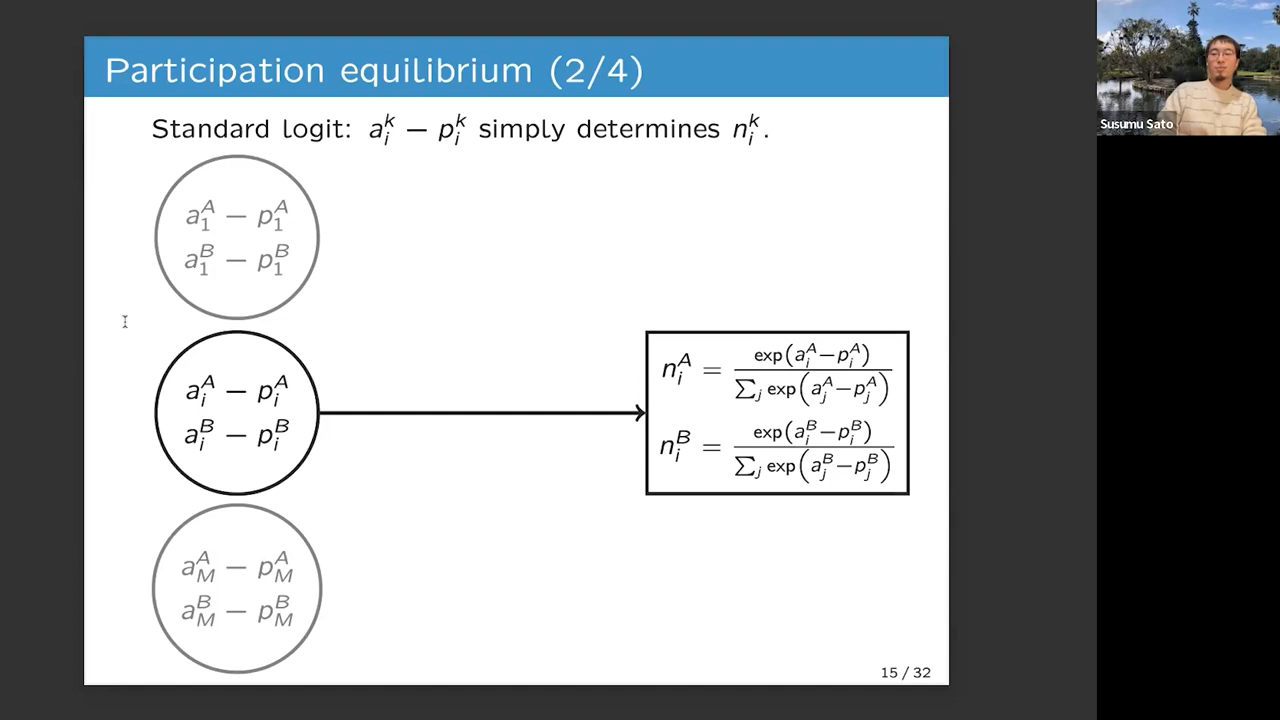 Participation equilibrium (2/4)
Standard logit: a_i^k − p_i^k simply determines n_i^k.
a_1^A − p_1^A
a_1^B − p_1^B
a_i^A − p_i^A
a_i^B − p_i^B
n_i^A = exp(a_i^A−p_i^A) / ∑_j exp(a_j^A−p_j^A)
n_i^B = exp(a_i^B−p_i^B) / ∑_j exp(a_j^B−p_j^B)
a_M^A − p_M^A
a_M^B − p_M^B
15 / 32
Susumu Sato